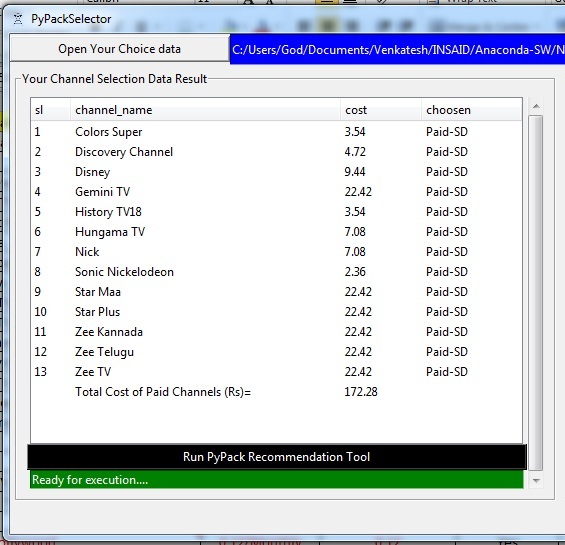 PyPackSelector
Open Your Choice data
C:/Users/God/Documents/Venkatesh/INSAID/Anaconda-SW/N
Your Channel Selection Data Result
sl channel_name cost choosen
1 Colors Super 3.54 Paid-SD
2 Discovery Channel 4.72 Paid-SD
3 Disney 9.44 Paid-SD
4 Gemini TV 22.42 Paid-SD
5 History TV18 3.54 Paid-SD
6 Hungama TV 7.08 Paid-SD
7 Nick 7.08 Paid-SD
8 Sonic Nickelodeon 2.36 Paid-SD
9 Star Maa 22.42 Paid-SD
10 Star Plus 22.42 Paid-SD
11 Zee Kannada 22.42 Paid-SD
12 Zee Telugu 22.42 Paid-SD
13 Zee TV 22.42 Paid-SD
Total Cost of Paid Channels (Rs)= 172.28
Run PyPack Recommendation Tool
Ready for execution....